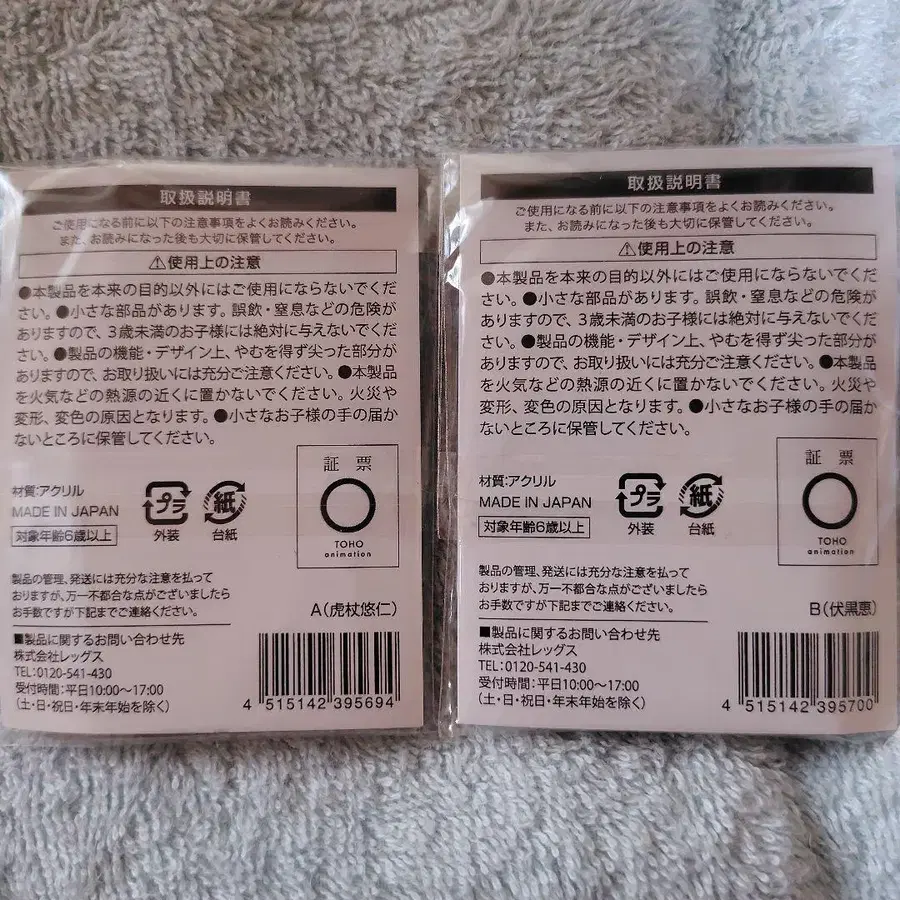 取扱説明書
ご使用になる前に以下の注意事項をよくお読みください。
また、お読みになった後も大切に保管してください。
⚠使用上の注意
●本製品を本来の目的以外にはご使用にならないでくだ
さい。●小さな部品があります。誤飲・窒息などの危険が
ありますので、3歳未満のお子様には絶対に与えないでくだ
さい。●製品の機能・デザイン上、やむを得ず尖った部分が
ありますので、お取り扱いには充分ご注意ください。●本製品
を火気などの熱源の近くに置かないでください。火災や
変形、変色の原因となります。●小さなお子様の手の届か
ないところに保管してください。
材質:アクリル
MADE IN JAPAN
対象年齢6歳以上
プラ
外装
紙
台紙
証票
TOHO
animation
製品の管理、発送には充分な注意を払って
おりますが、万一不都合な点がございましたら
お手数ですが下記までご連絡ください。
A(虎杖悠仁)
■製品に関するお問い合わせ先
株式会社レッグス
TEL:0120-541-430
受付時間:平日10:00〜17:00
(土・日・祝日・年末年始を除く)
4 515142 395694
取扱説明書
ご使用になる前に以下の注意事項をよくお読みください。
また、お読みになった後も大切に保管してください。
⚠使用上の注意
●本製品を本来の目的以外にはご使用にならないでくだ
さい。●小さな部品があります。誤飲・窒息などの危険が
ありますので、3歳未満のお子様には絶対に与えないでくだ
さい。●製品の機能・デザイン上、やむを得ず尖った部分が
ありますので、お取り扱いには充分ご注意ください。●本製品
を火気などの熱源の近くに置かないでください。火災や
変形、変色の原因となります。●小さなお子様の手の届か
ないところに保管してください。
材質:アクリル
MADE IN JAPAN
対象年齢6歳以上
プラ
外装
紙
台紙
証票
TOHO
animation
製品の管理、発送には充分な注意を払って
おりますが、万一不都合な点がございましたら
お手数ですが下記までご連絡ください。
B(伏黒恵)
■製品に関するお問い合わせ先
株式会社レッグス
TEL:0120-541-430
受付時間:平日10:00〜17:00
(土・日・祝日・年末年始を除く)
4 515142 395700